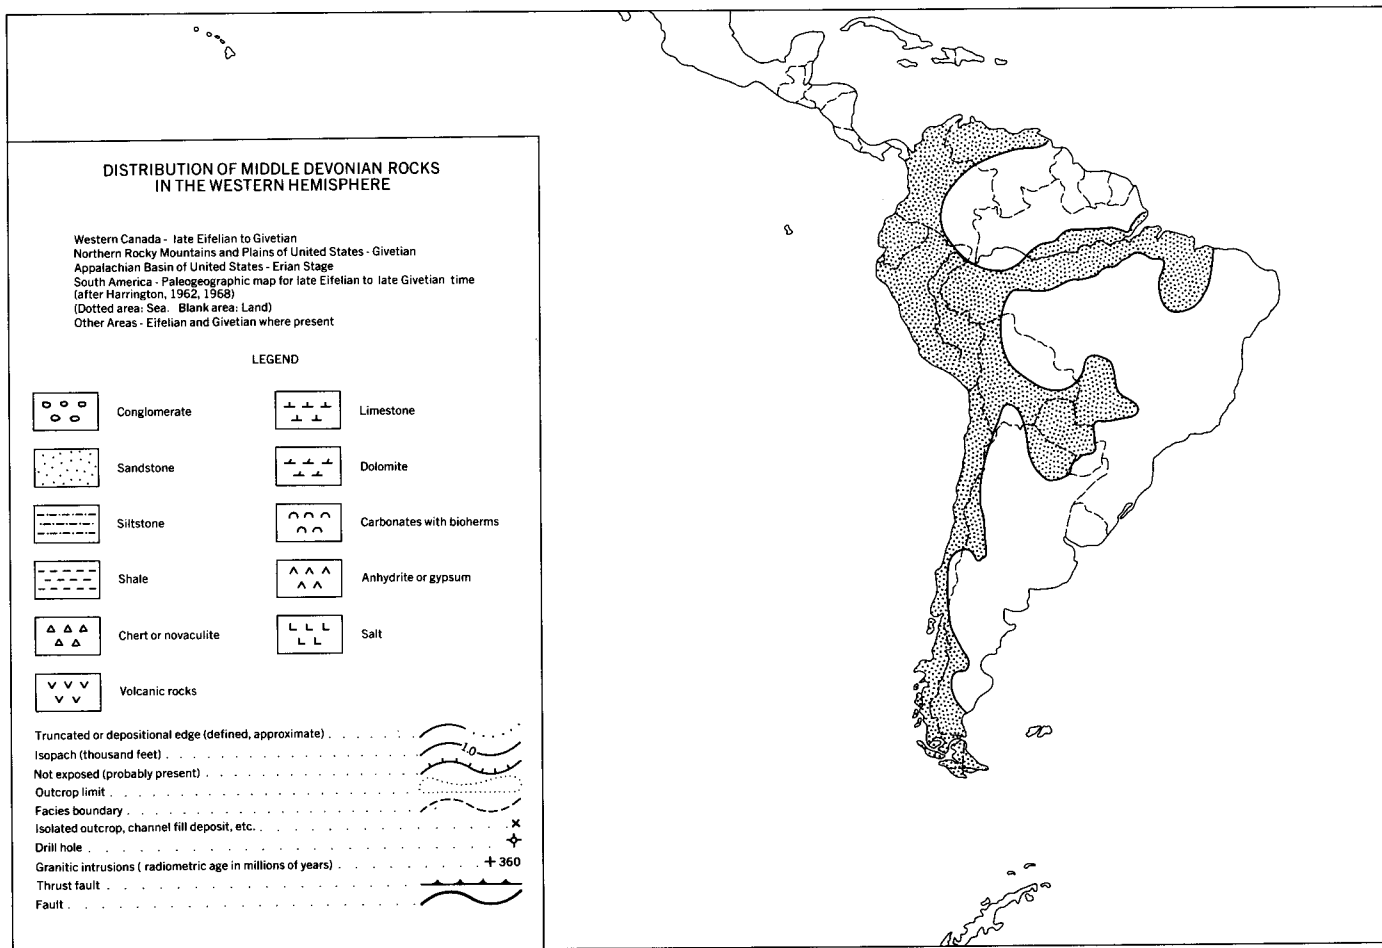 DISTRIBUTION OF MIDDLE DEVONIAN ROCKS
IN THE WESTERN HEMISPHERE
Western Canada - late Eifelian to Givetian
Northern Rocky Mountains and Plains of United States - Givetian
Appalachian Basin of United States - Erian Stage
South America - Paleogeographic map for late Eifelian to late Givetian time
(after Harrington, 1962, 1968)
(Dotted area: Sea. Blank area: Land)
Other Areas - Eifelian and Givetian where present
LEGEND
Conglomerate
Limestone
Sandstone
Dolomite
Siltstone
Carbonates with bioherms
Shale
Anhydrite or gypsum
Chert or novaculite
Salt
Volcanic rocks
Truncated or depositional edge (defined, approximate)
Isopach (thousand feet) 1.0
Not exposed (probably present)
Outcrop limit
Facies boundary
Isolated outcrop, channel fill deposit, etc.
Drill hole
Granitic intrusions ( radiometric age in millions of years) +360
Thrust fault
Fault